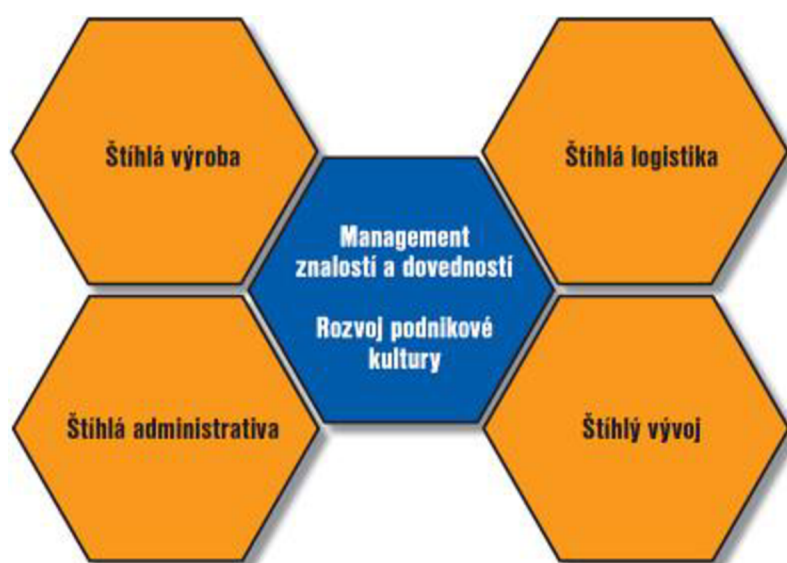 Štíhlá výroba
Štíhlá logistika
Management
znalostí a dovedností
Rozvoj podnikové
kultury
Štíhlá administrativa
Štíhlý vývoj